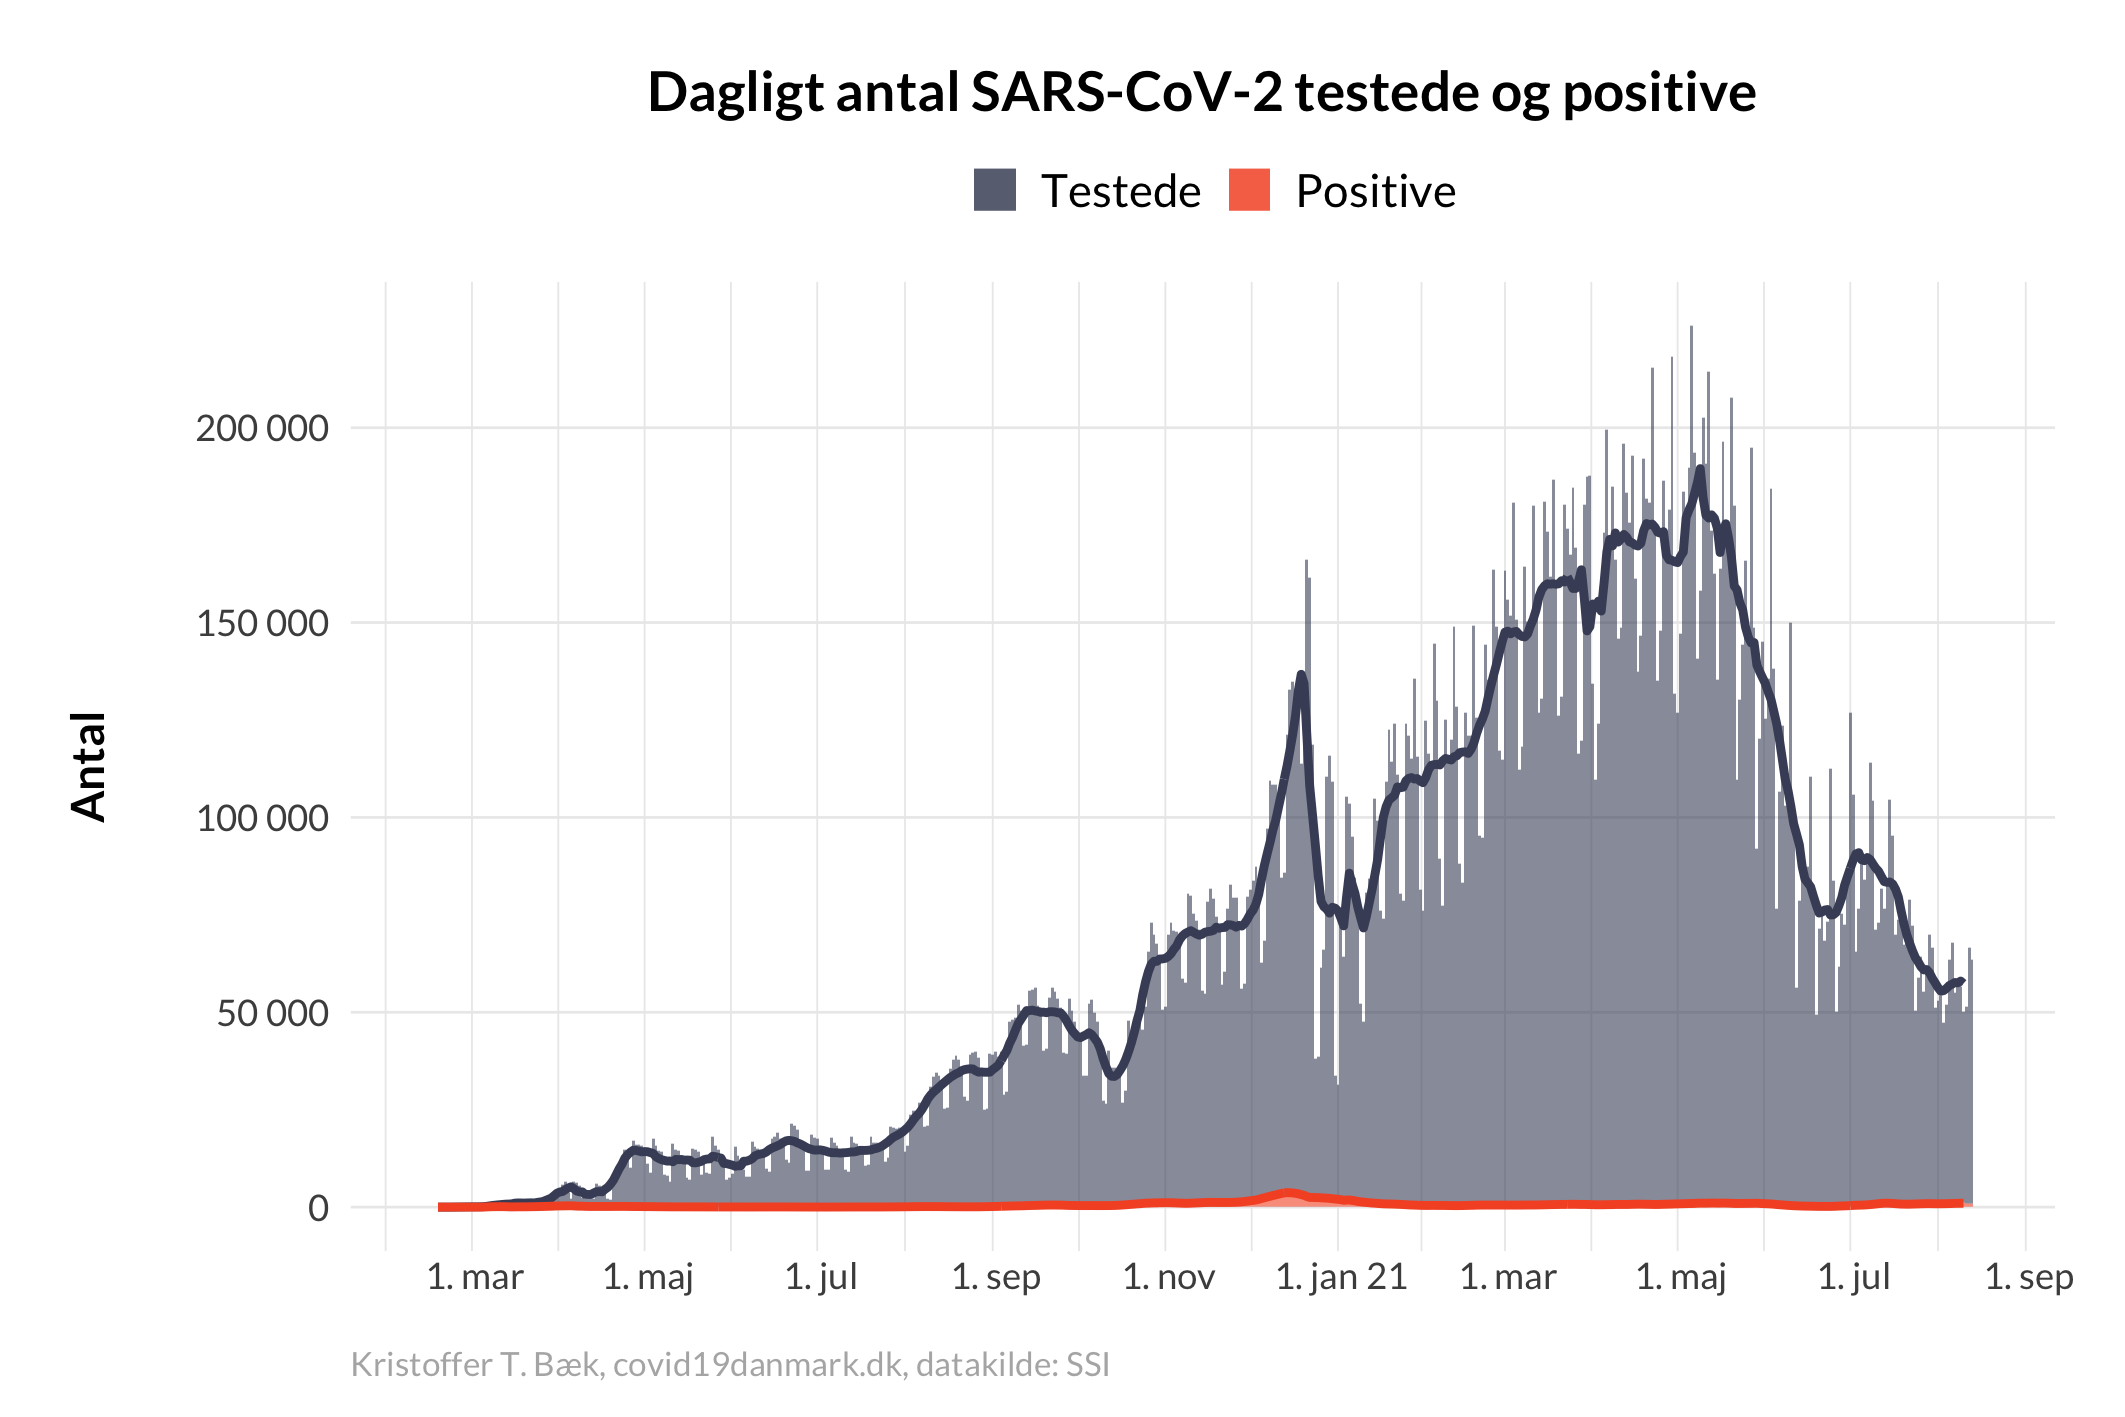 Dagligt antal SARS-CoV-2 testede og positive
Testede Positive
Antal
200 000
150 000
100 000
50 000
0
1. mar 1. maj 1. jul 1. sep 1. nov 1. jan 21 1. mar 1. maj 1. jul 1. sep
Kristoffer T. Bæk, covid19danmark.dk, datakilde: SSI